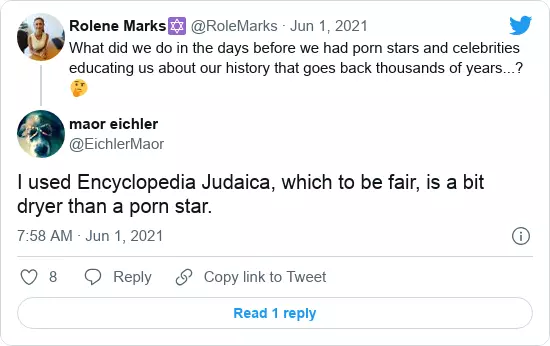 Rolene Marks✡ @RoleMarks · Jun 1, 2021
What did we do in the days before we had porn stars and celebrities
educating us about our history that goes back thousands of years...?
🤔
maor eichler
@EichlerMaor
I used Encyclopedia Judaica, which to be fair, is a bit
dryer than a porn star.
7:58 AM · Jun 1, 2021
8 Reply Copy link to Tweet
Read 1 reply